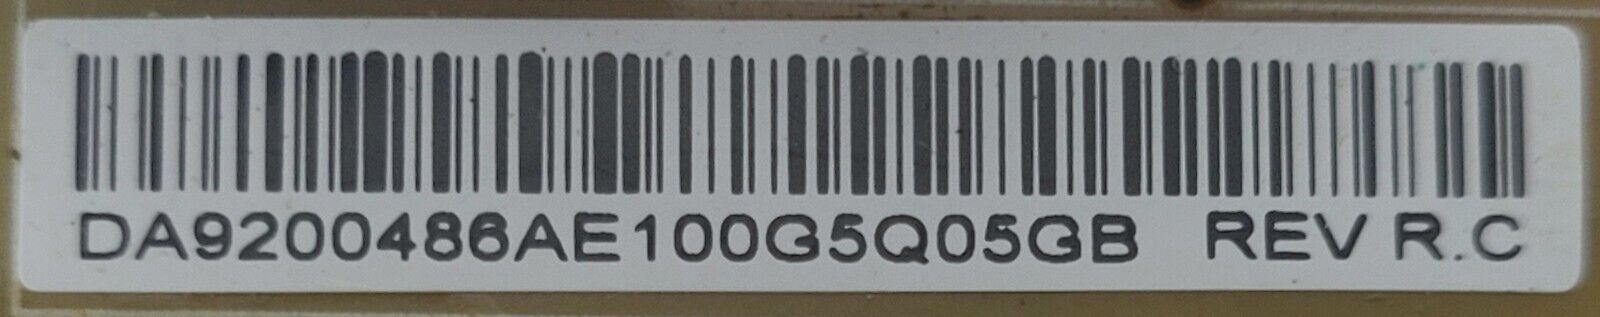 DA9200486AE100G5Q05GB REV R.C